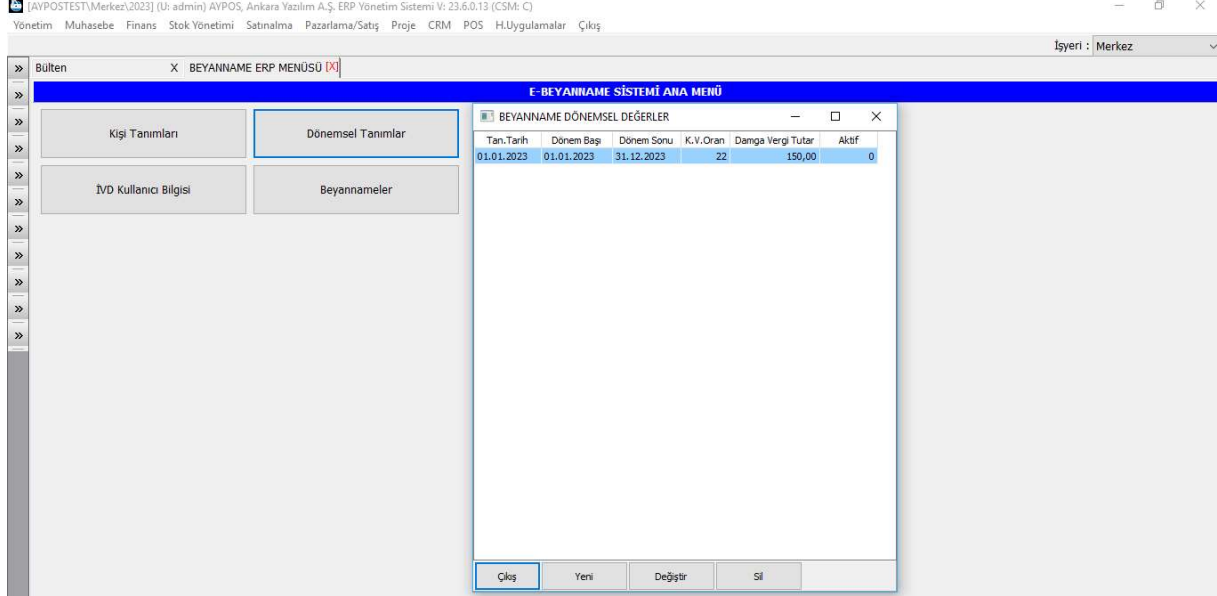 [AYPOSTEST\Merkez\2023] (U: admin) AYPOS, Ankara Yazılım A.Ş. ERP Yönetim Sistemi V: 23.6.0.13 (CSM: C)
Yönetim Muhasebe Finans Stok Yönetimi Satınalma Pazarlama/Satış Proje CRM POS H.Uygulamalar Çıkış
İşyeri : Merkez
Bülten X BEYANNAME ERP MENÜSÜ [X]
E-BEYANNAME SİSTEMİ ANA MENÜ
Kişi Tanımları Dönemsel Tanımlar
İVD Kullanıcı Bilgisi Beyannameler
BEYANNAME DÖNEMSEL DEĞERLER
Tan.Tarih Dönem Başı Dönem Sonu K.V.Oran Damga Vergi Tutar Aktif
01.01.2023 01.01.2023 31.12.2023 22 150,00 0
Çıkış Yeni Değiştir Sil